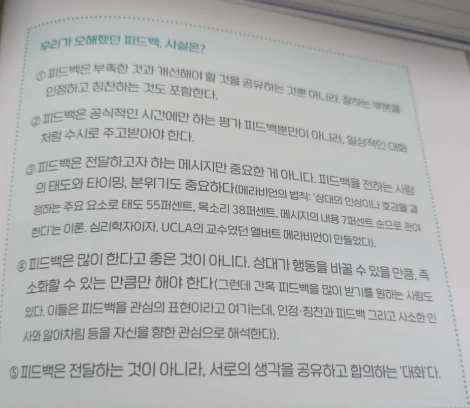 우리가 오해했던 피드백, 사실은?
① 피드백은 부족한 것과 개선해야 할 것을 공유하는 것뿐 아니라, 잘하는 부분을
인정하고 칭찬하는 것도 포함한다.
② 피드백은 공식적인 시간에만 하는 평가 피드백뿐만이 아니라, 일상적인 대화
처럼 수시로 주고받아야 한다.
③ 피드백은 전달하고자 하는 메시지만 중요한 게 아니다. 피드백을 전하는 사람
의 태도와 타이밍, 분위기도 중요하다(메라비언의 법칙: '상대의 인상이나 호감을 결
정하는 주요 요소로 태도 55퍼센트, 목소리 38퍼센트, 메시지의 내용 7퍼센트 순으로 관여
한다'는 이론. 심리학자이자, UCLA의 교수였던 앨버트 메라비언이 만들었다).
④ 피드백은 많이 한다고 좋은 것이 아니다. 상대가 행동을 바꿀 수 있을 만큼, 즉
소화할 수 있는 만큼만 해야 한다(그런데 간혹 피드백을 많이 받기를 원하는 사람도
있다. 이들은 피드백을 관심의 표현이라고 여기는데, 인정·칭찬과 피드백 그리고 사소한 인
사와 알아차림 등을 자신을 향한 관심으로 해석한다).
⑤ 피드백은 전달하는 것이 아니라, 서로의 생각을 공유하고 합의하는 '대화'다.